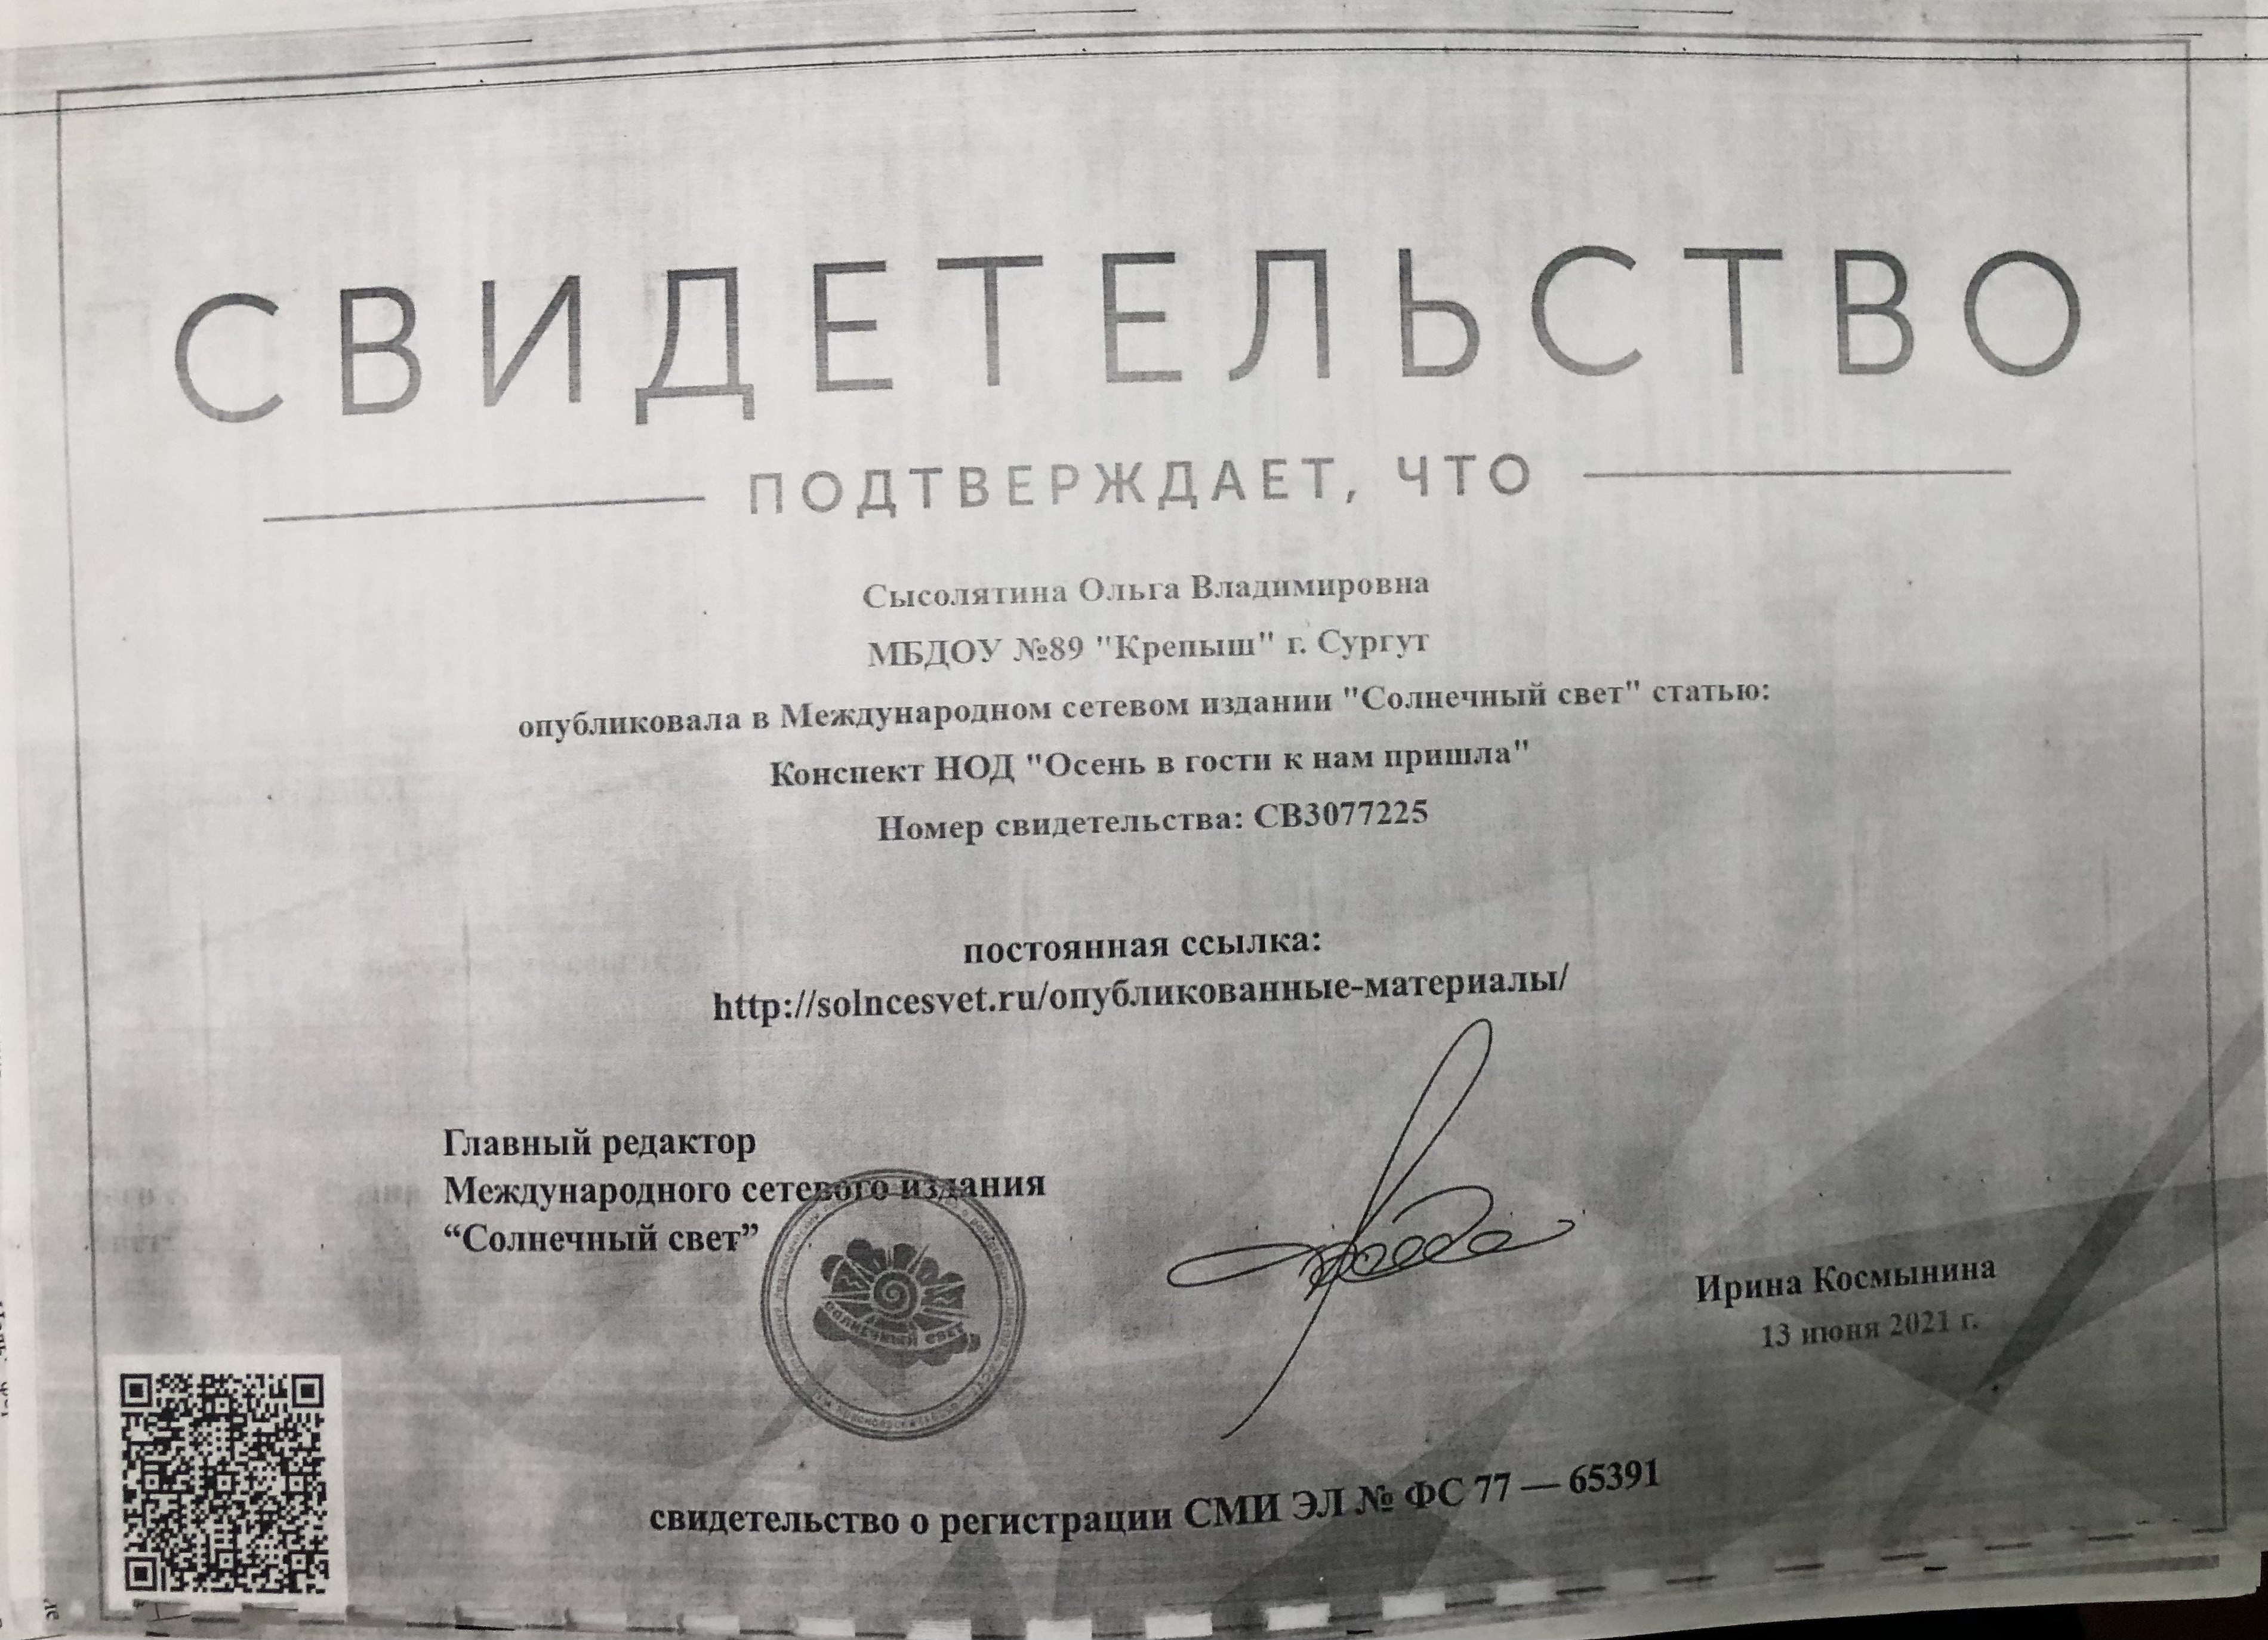 СВИДЕТЕЛЬСТВО
ПОДТВЕРЖДАЕТ, ЧТО
Сысолятина Ольга Владимировна
МБДОУ №89 "Крепыш" г. Сургут
опубликовала в Международном сетевом издании "Солнечный свет" статью:
Конспект НОД "Осень в гости к нам пришла"
Номер свидетельства: СВ3077225
постоянная ссылка:
http://solncesvet.ru/опубликованные-материалы/
Главный редактор
Международного сетевого издания
“Солнечный свет”
СОЛНЕЧНЫЙ СВЕТ
Ирина Космынина
13 июня 2021 г.
свидетельство о регистрации СМИ ЭЛ № ФС 77 — 65391